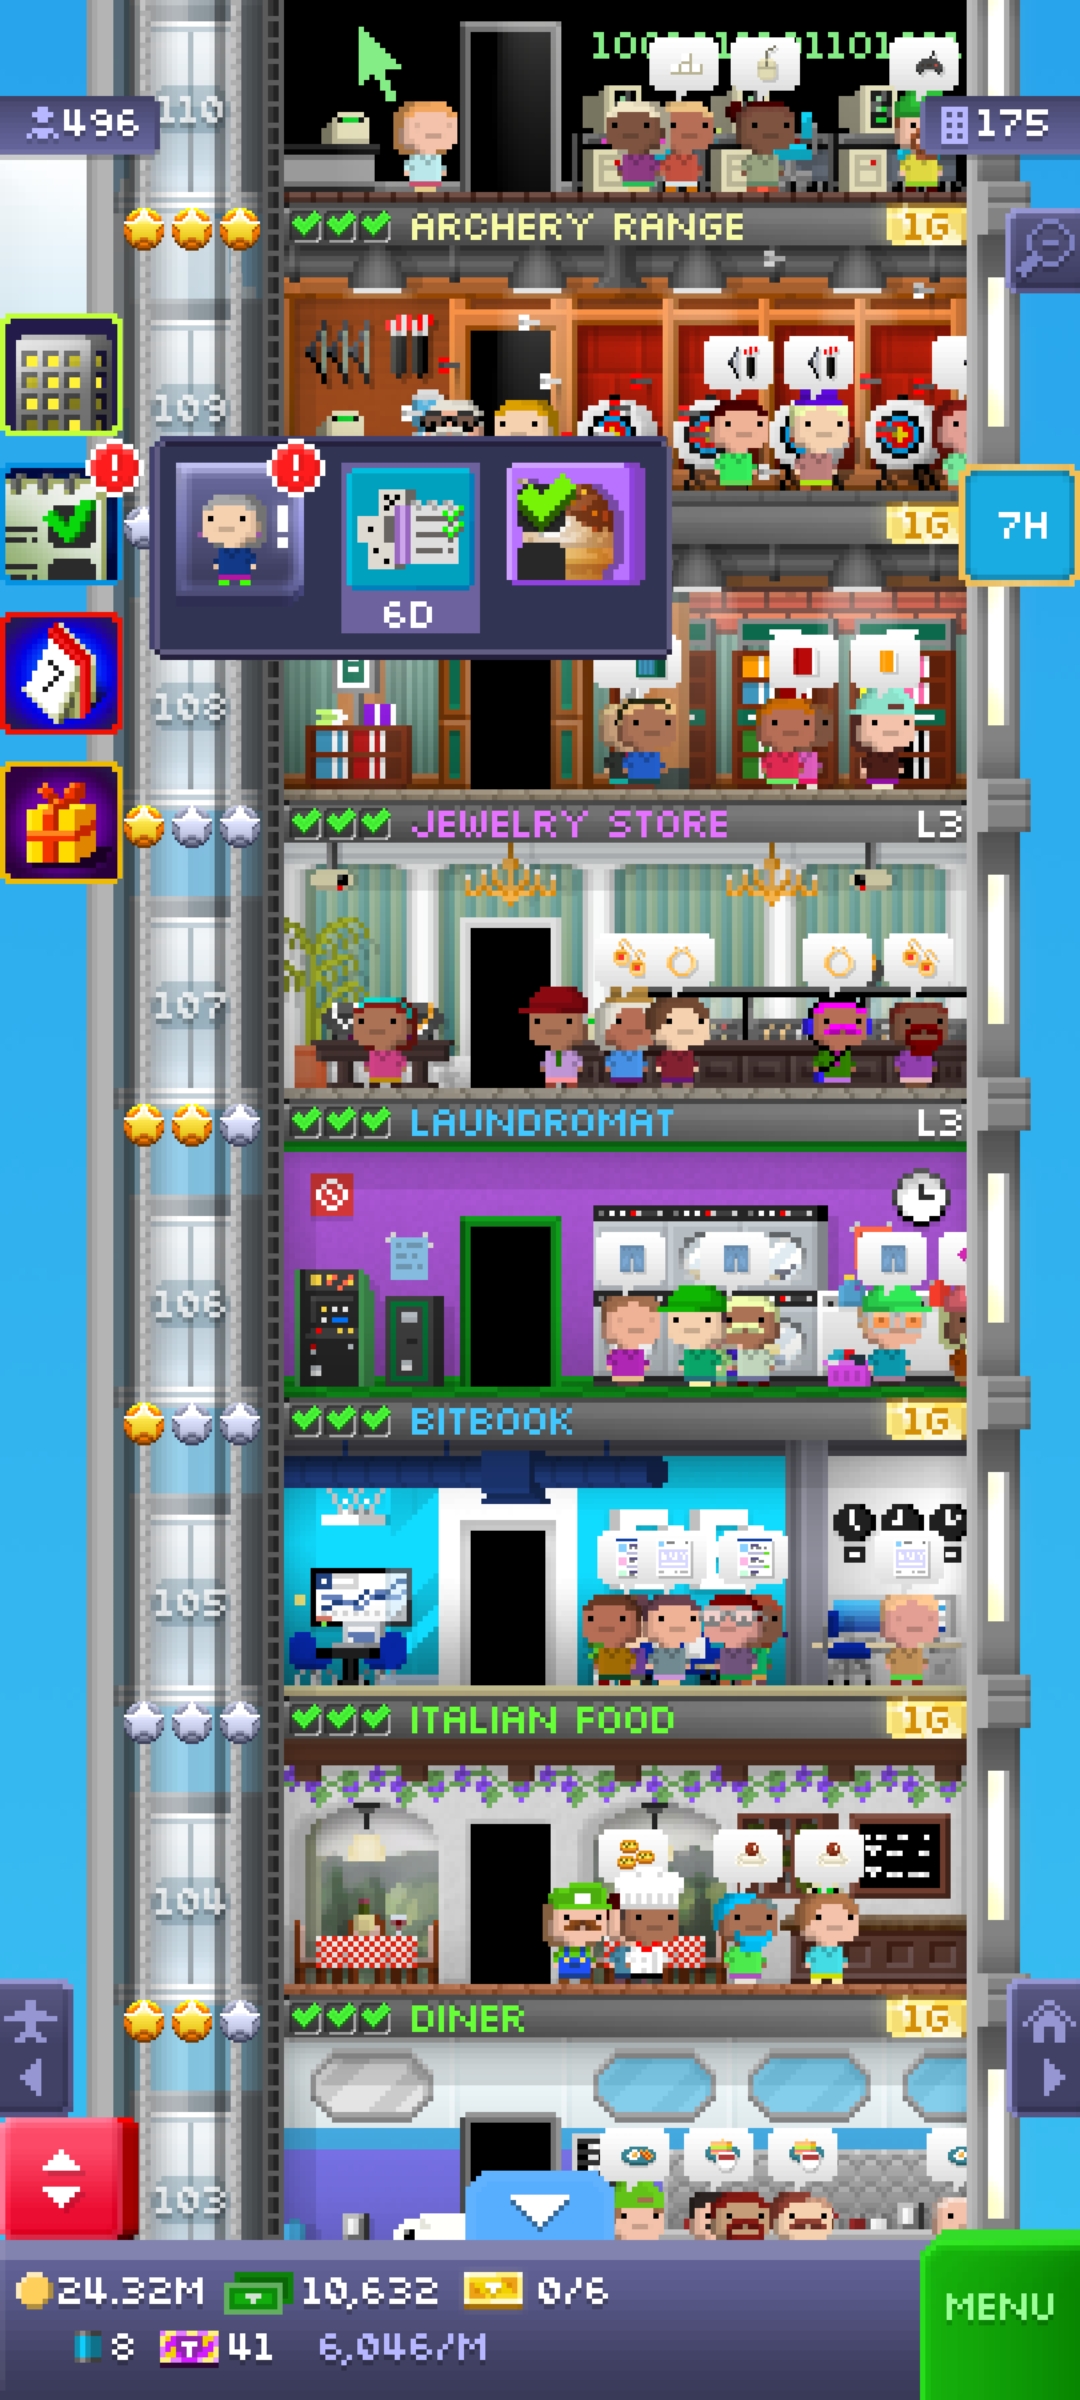 110
496
175
ARCHERY RANGE
1G
109
1G
7H
!
!
!
6D
7
108
JEWELRY STORE
L3
107
LAUNDROMAT
L3
106
BITBOOK
1G
105
ITALIAN FOOD
1G
104
DINER
1G
103
24.32M
10,632
0/6
8
T
41
6,046/M
MENU